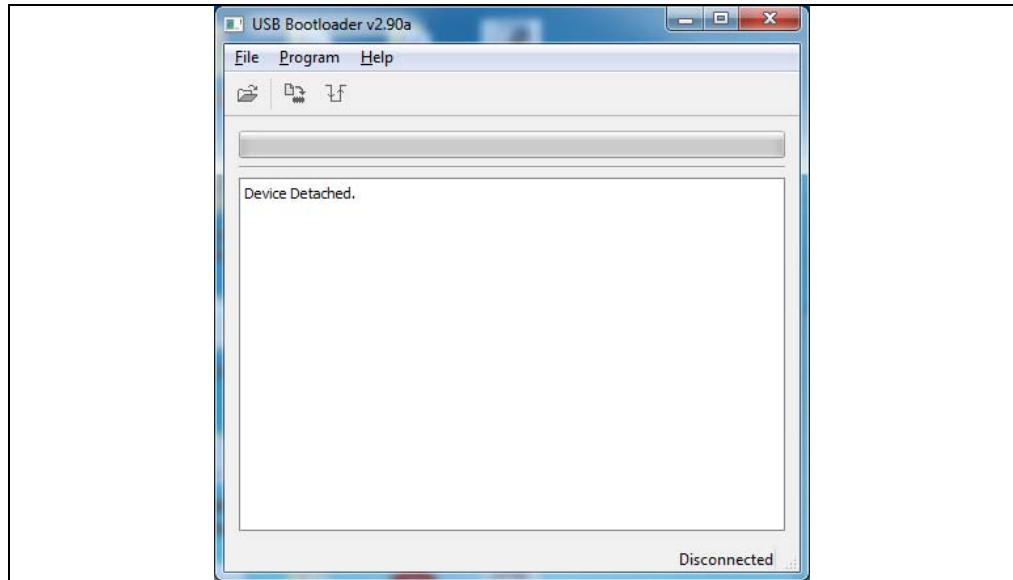 USB Bootloader v2.90a
File Program Help
Device Detached.
Disconnected